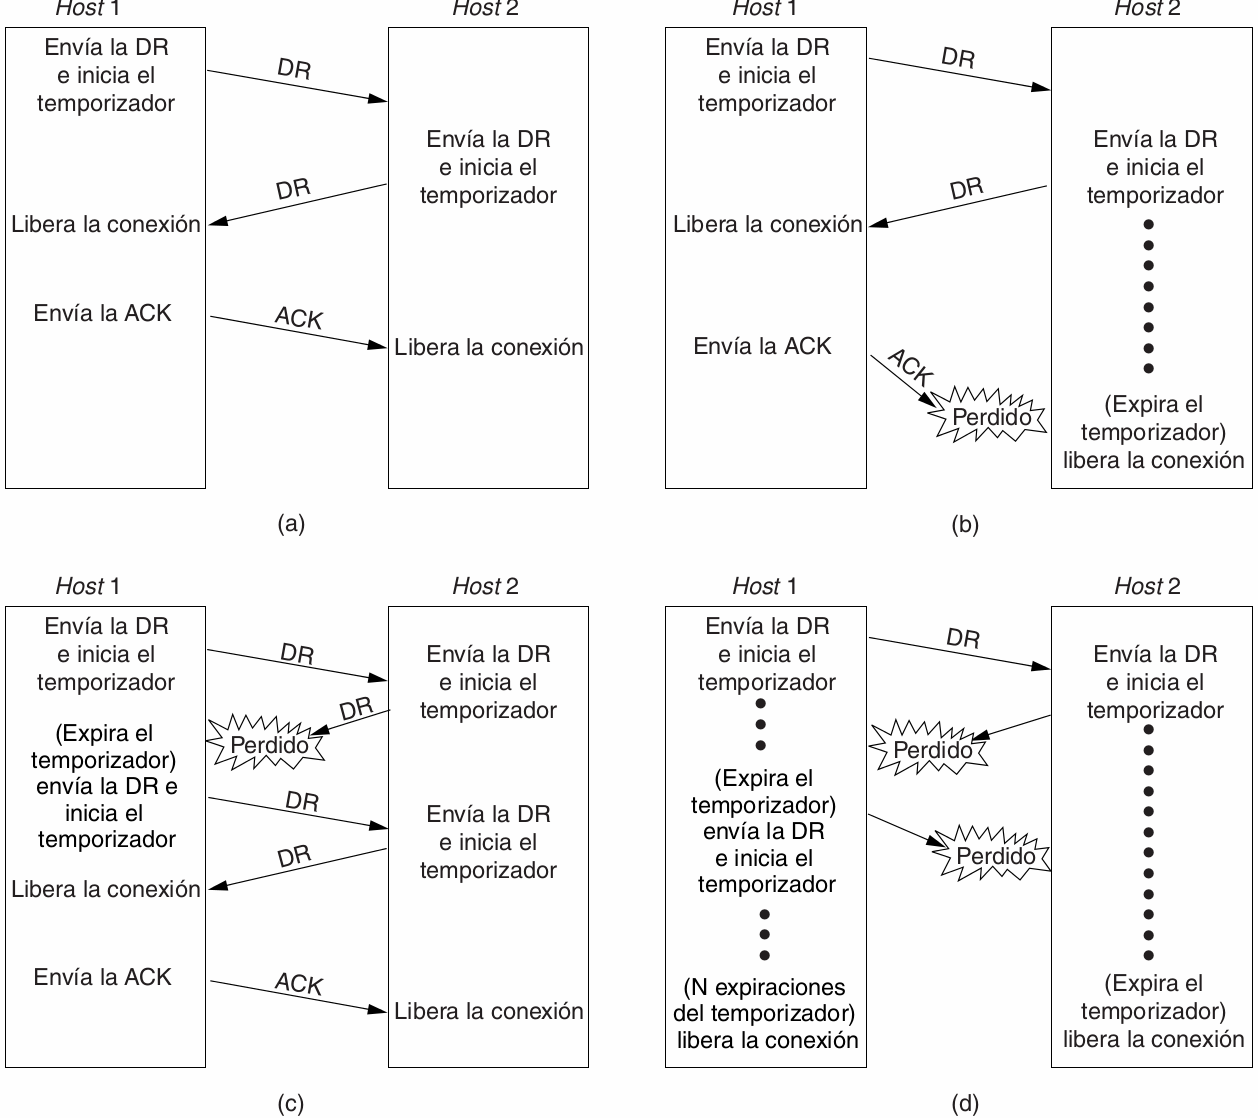 Host 1
Host 2
Envía la DR
e inicia el
temporizador
DR
Envía la DR
e inicia el
temporizador
DR
Libera la conexión
Envía la ACK
ACK
Libera la conexión
(a)
Host 1
Host 2
Envía la DR
e inicia el
temporizador
DR
Envía la DR
e inicia el
temporizador
DR
Libera la conexión
Envía la ACK
ACK
Perdido
(Expira el
temporizador)
libera la conexión
(b)
Host 1
Host 2
Envía la DR
e inicia el
temporizador
DR
Envía la DR
e inicia el
temporizador
DR
Perdido
(Expira el
temporizador)
envía la DR e
inicia el
temporizador
DR
Envía la DR
e inicia el
temporizador
DR
Libera la conexión
Envía la ACK
ACK
Libera la conexión
(c)
Host 1
Host 2
Envía la DR
e inicia el
temporizador
DR
Envía la DR
e inicia el
temporizador
Perdido
(Expira el
temporizador)
envía la DR
e inicia el
temporizador
Perdido
(N expiraciones
del temporizador)
libera la conexión
(Expira el
temporizador)
libera la conexión
(d)